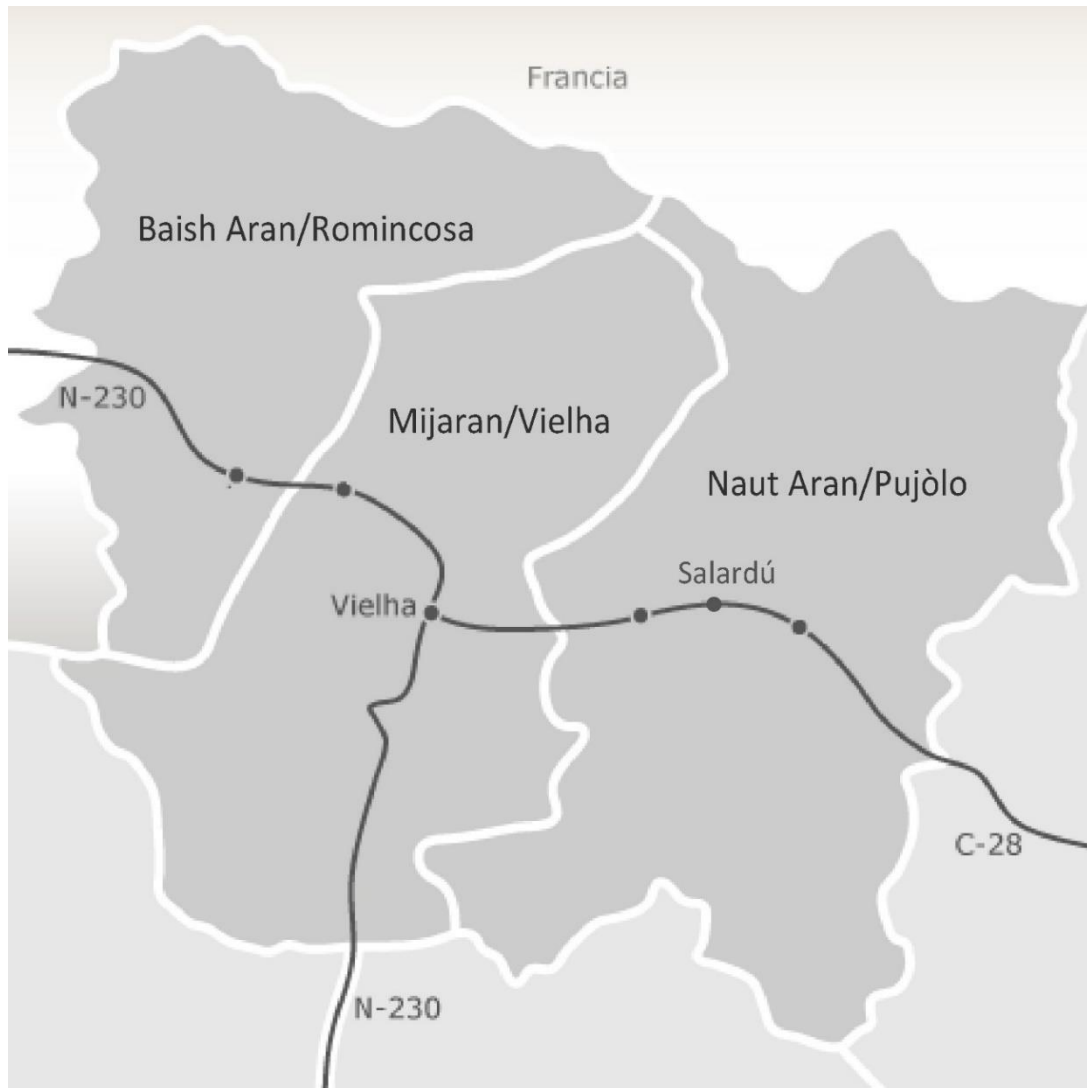 Francia
Baish Aran/Romincosa
N-230
Mijaran/Vielha
Naut Aran/Pujòlo
Salardú
Vielha
C-28
N-230